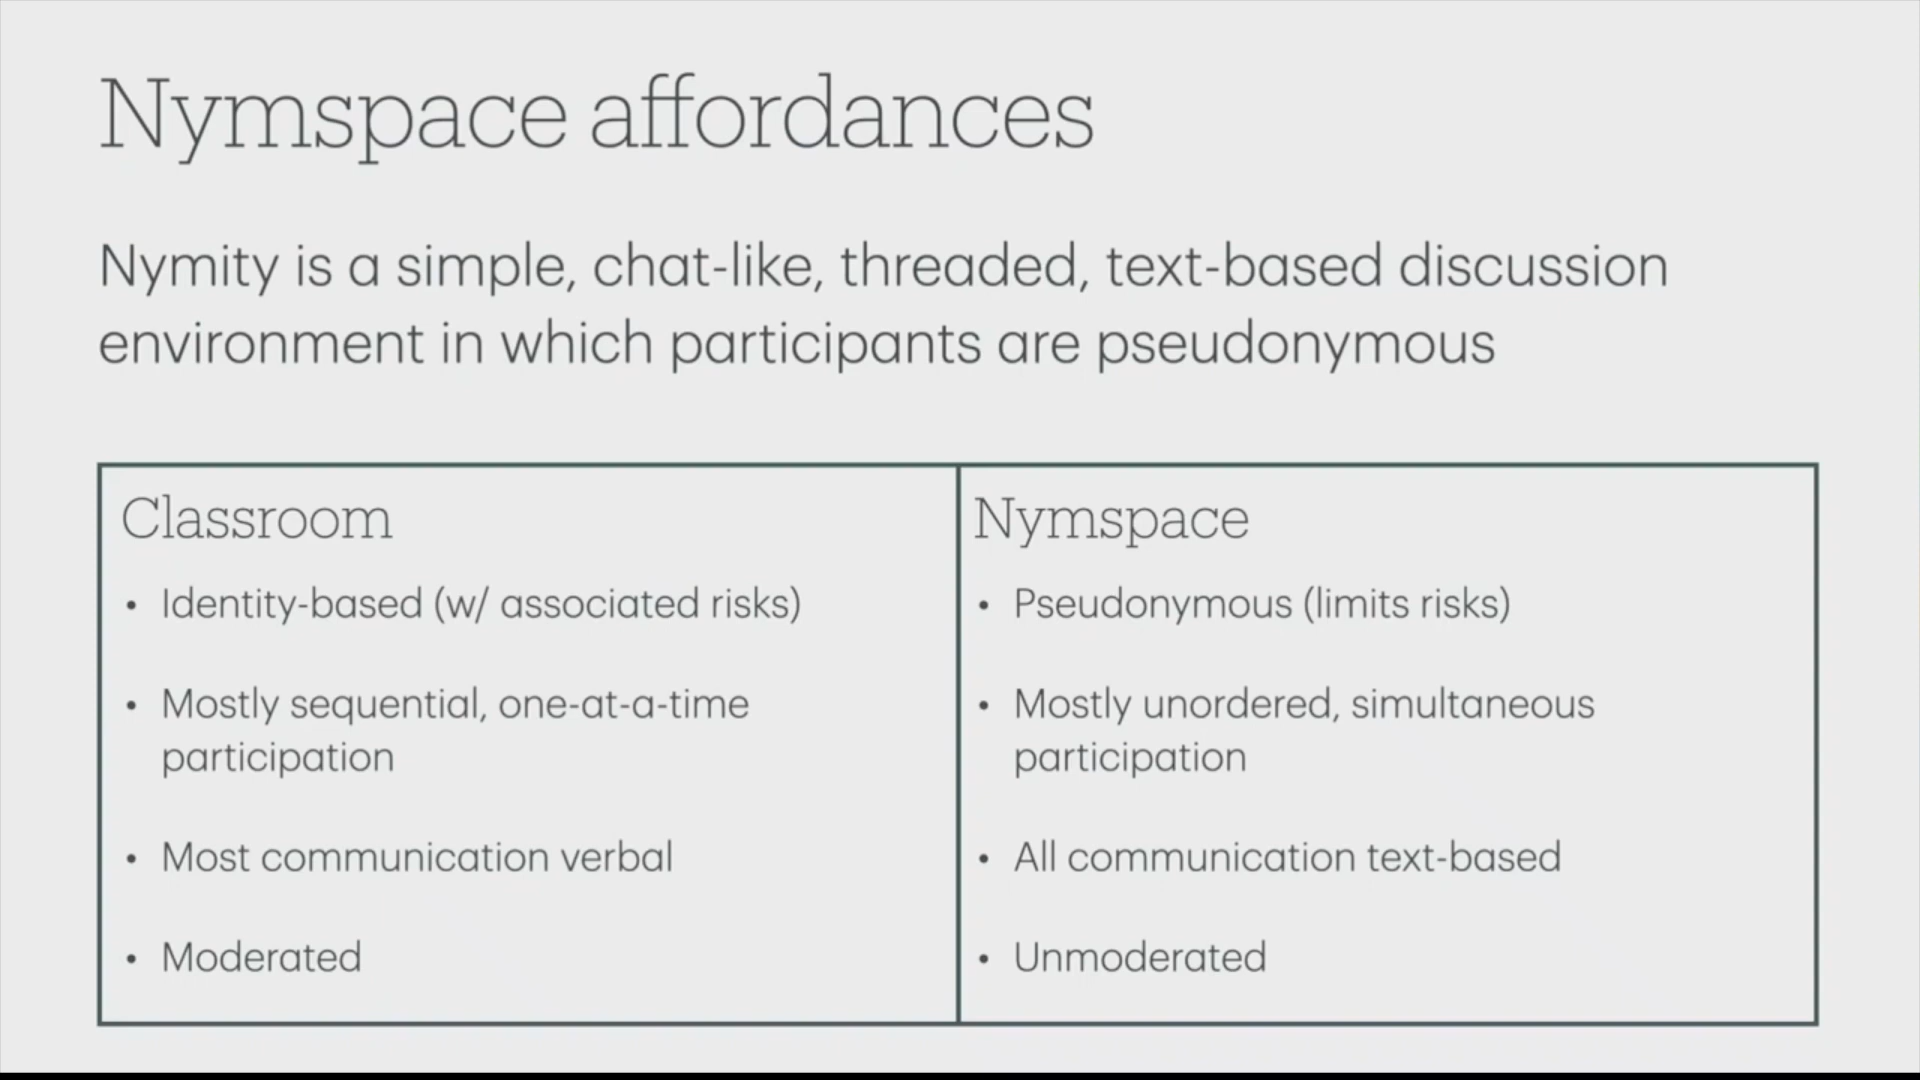 Nymspace affordances
Nymity is a simple, chat-like, threaded, text-based discussion
environment in which participants are pseudonymous
Classroom
• Identity-based (w/ associated risks)
• Mostly sequential, one-at-a-time
participation
• Most communication verbal
• Moderated
Nymspace
• Pseudonymous (limits risks)
• Mostly unordered, simultaneous
participation
• All communication text-based
• Unmoderated